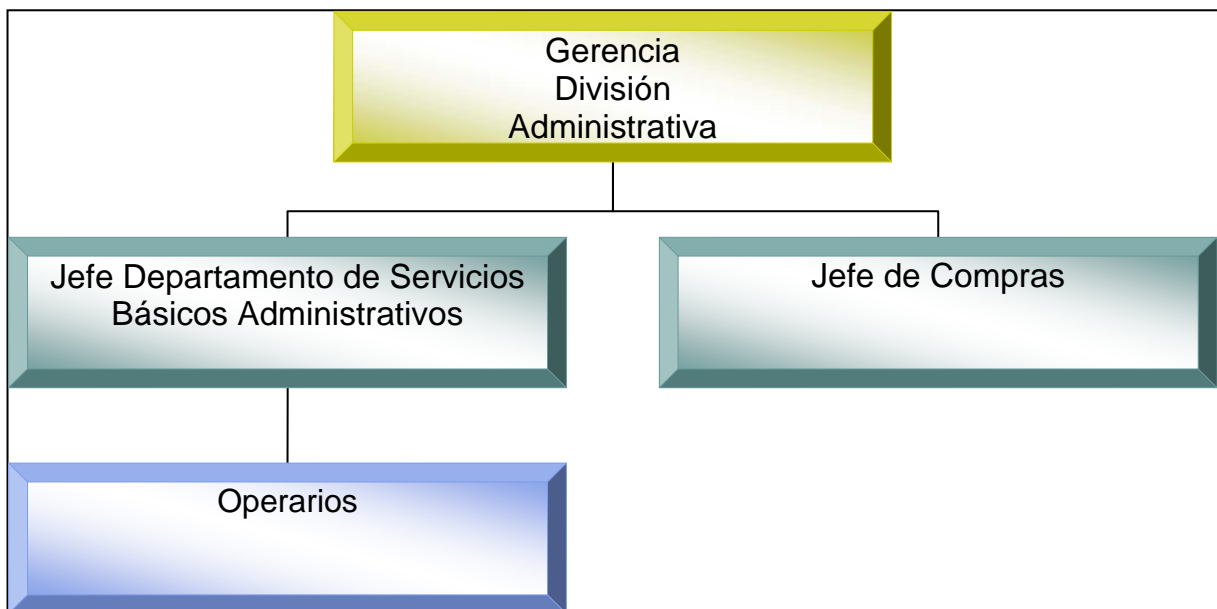 Gerencia
División
Administrativa
Jefe Departamento de Servicios
Básicos Administrativos
Jefe de Compras
Operarios